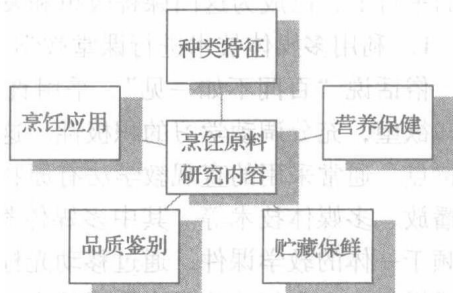 种类特征
烹饪应用
烹饪原料
研究内容
营养保健
品质鉴别
贮藏保鲜